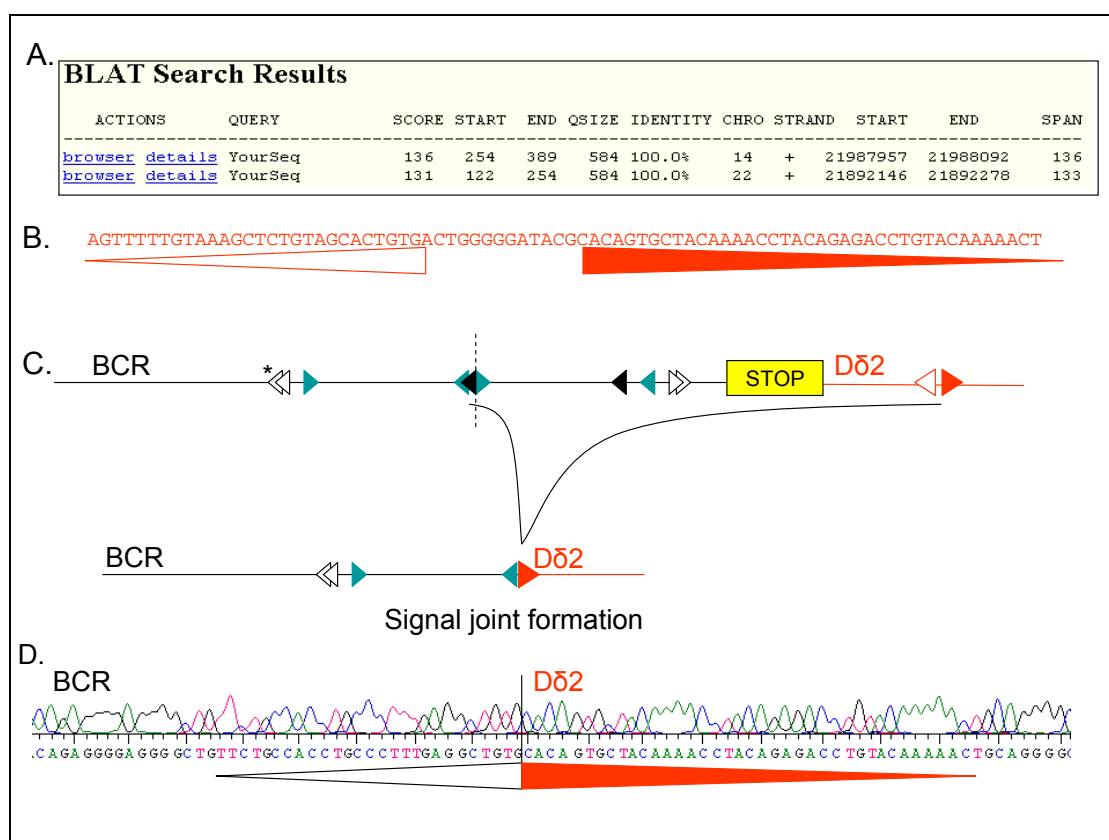 A.
BLAT Search Results
ACTIONS QUERY SCORE START END QSIZE IDENTITY CHRO STRAND START END SPAN
--------------------------------------------------------------------------------
browser details YourSeq 136 254 389 584 100.0% 14 + 21987957 21988092 136
browser details YourSeq 131 122 254 584 100.0% 22 + 21892146 21892278 133
B.
AGTTTTTGTAAAGCTCTGTAGCACTGTGACTGGGGGATACGCACAGTGCTACAAAACCTACAGAGACCTGTACAAAAACT
C.
BCR
*
STOP
Dδ2
BCR
Dδ2
Signal joint formation
D.
BCR
Dδ2
CAGAGGGGAGGGGCTGTTCTGCCACCTGCCCTTTGAGGCTGTGCACAGTGCTACAAAACCTACAGAGACCTGTACAAAAACTGCAGGGG